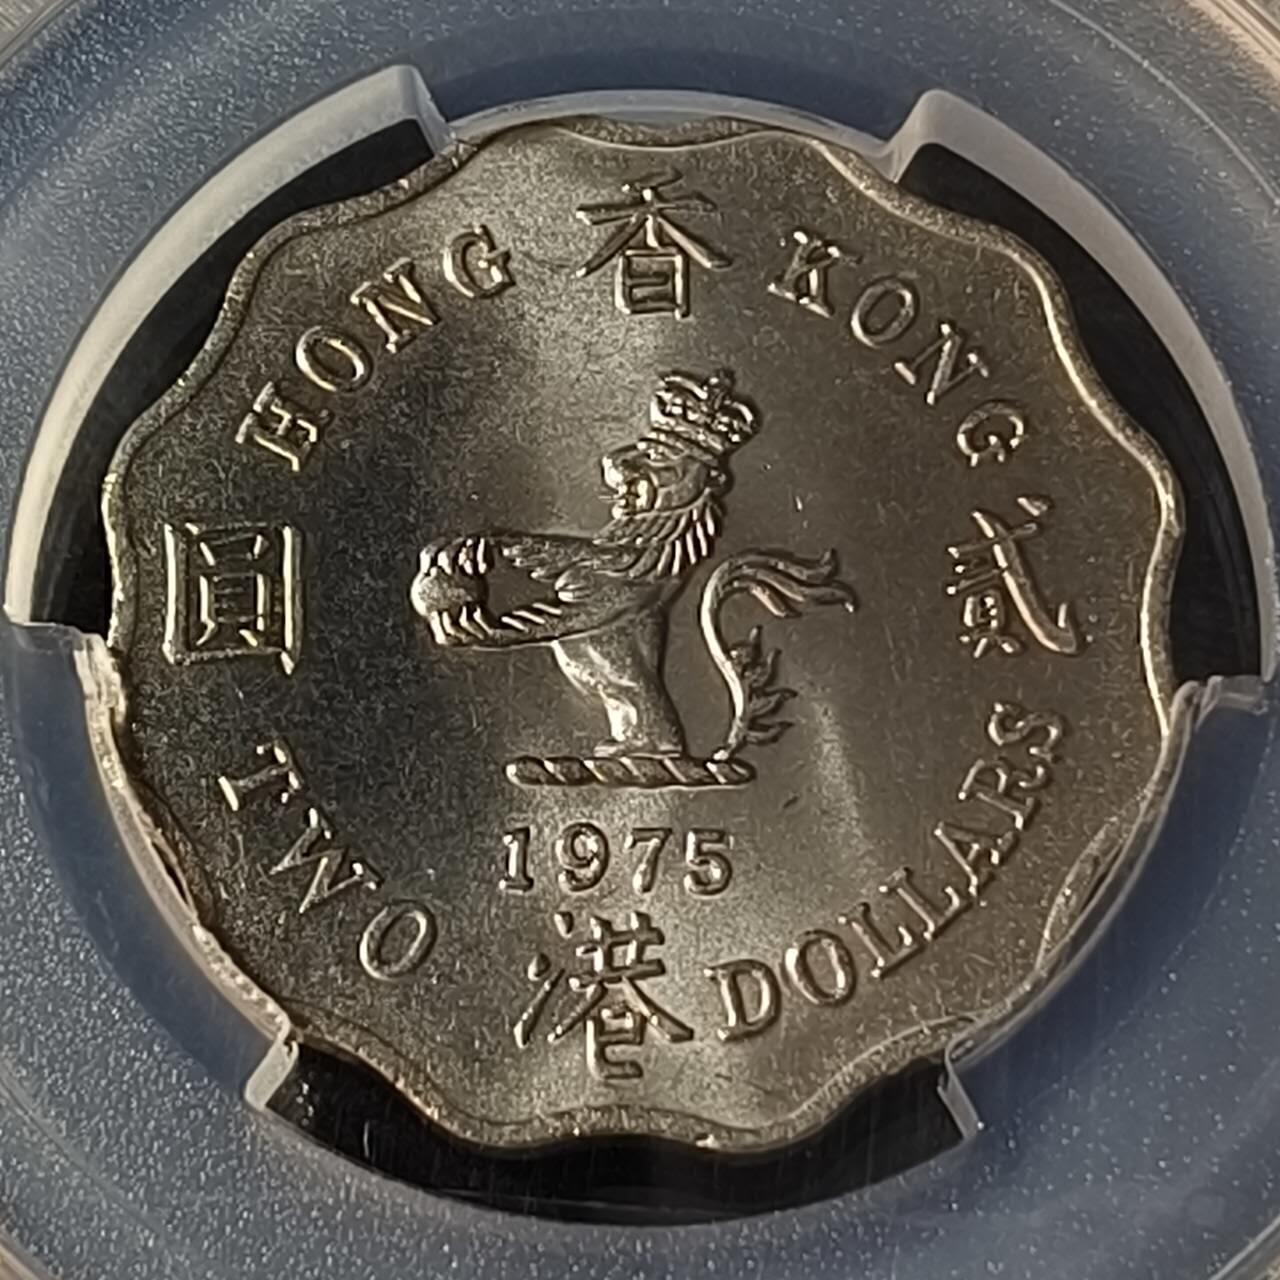 HONG KONG
香
港
貳
圓
1975
TWO DOLLARS